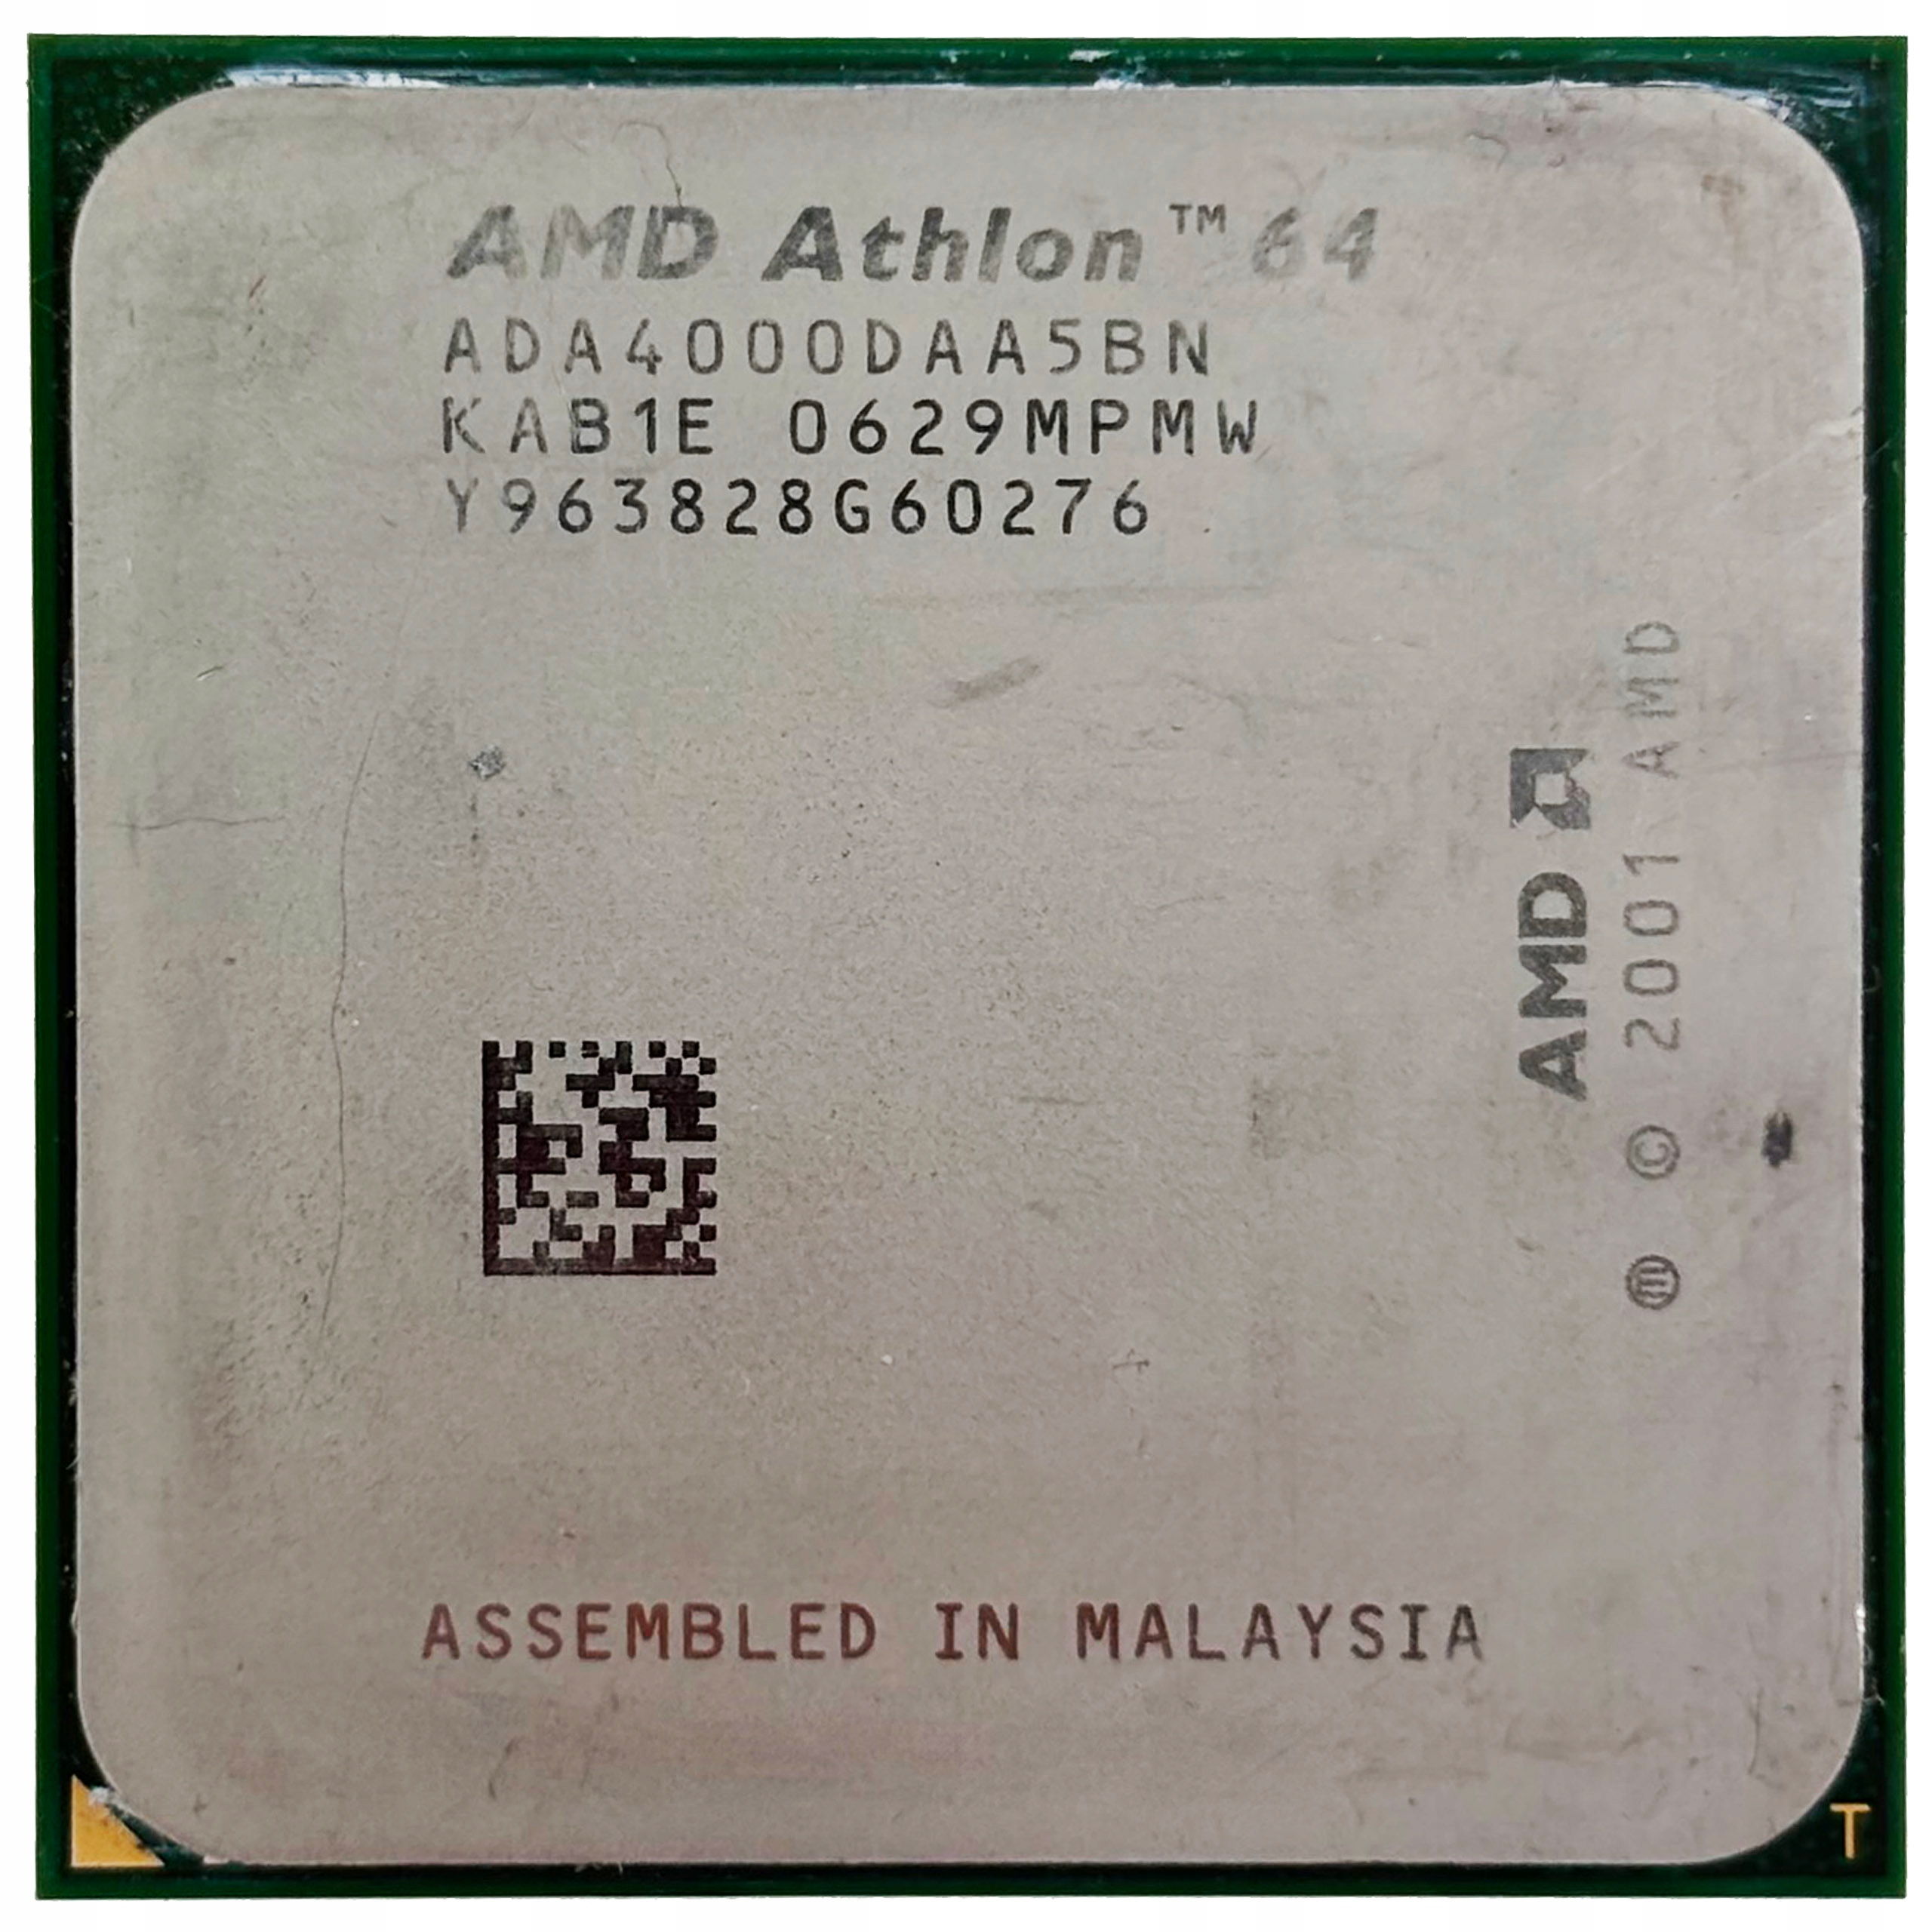 AMD Athlon™ 64
ADA4000DAA5BN
KAB1E 0629MPMW
Y963828G60276
AMD
ⓜ © 2001 AMD
ASSEMBLED IN MALAYSIA
T